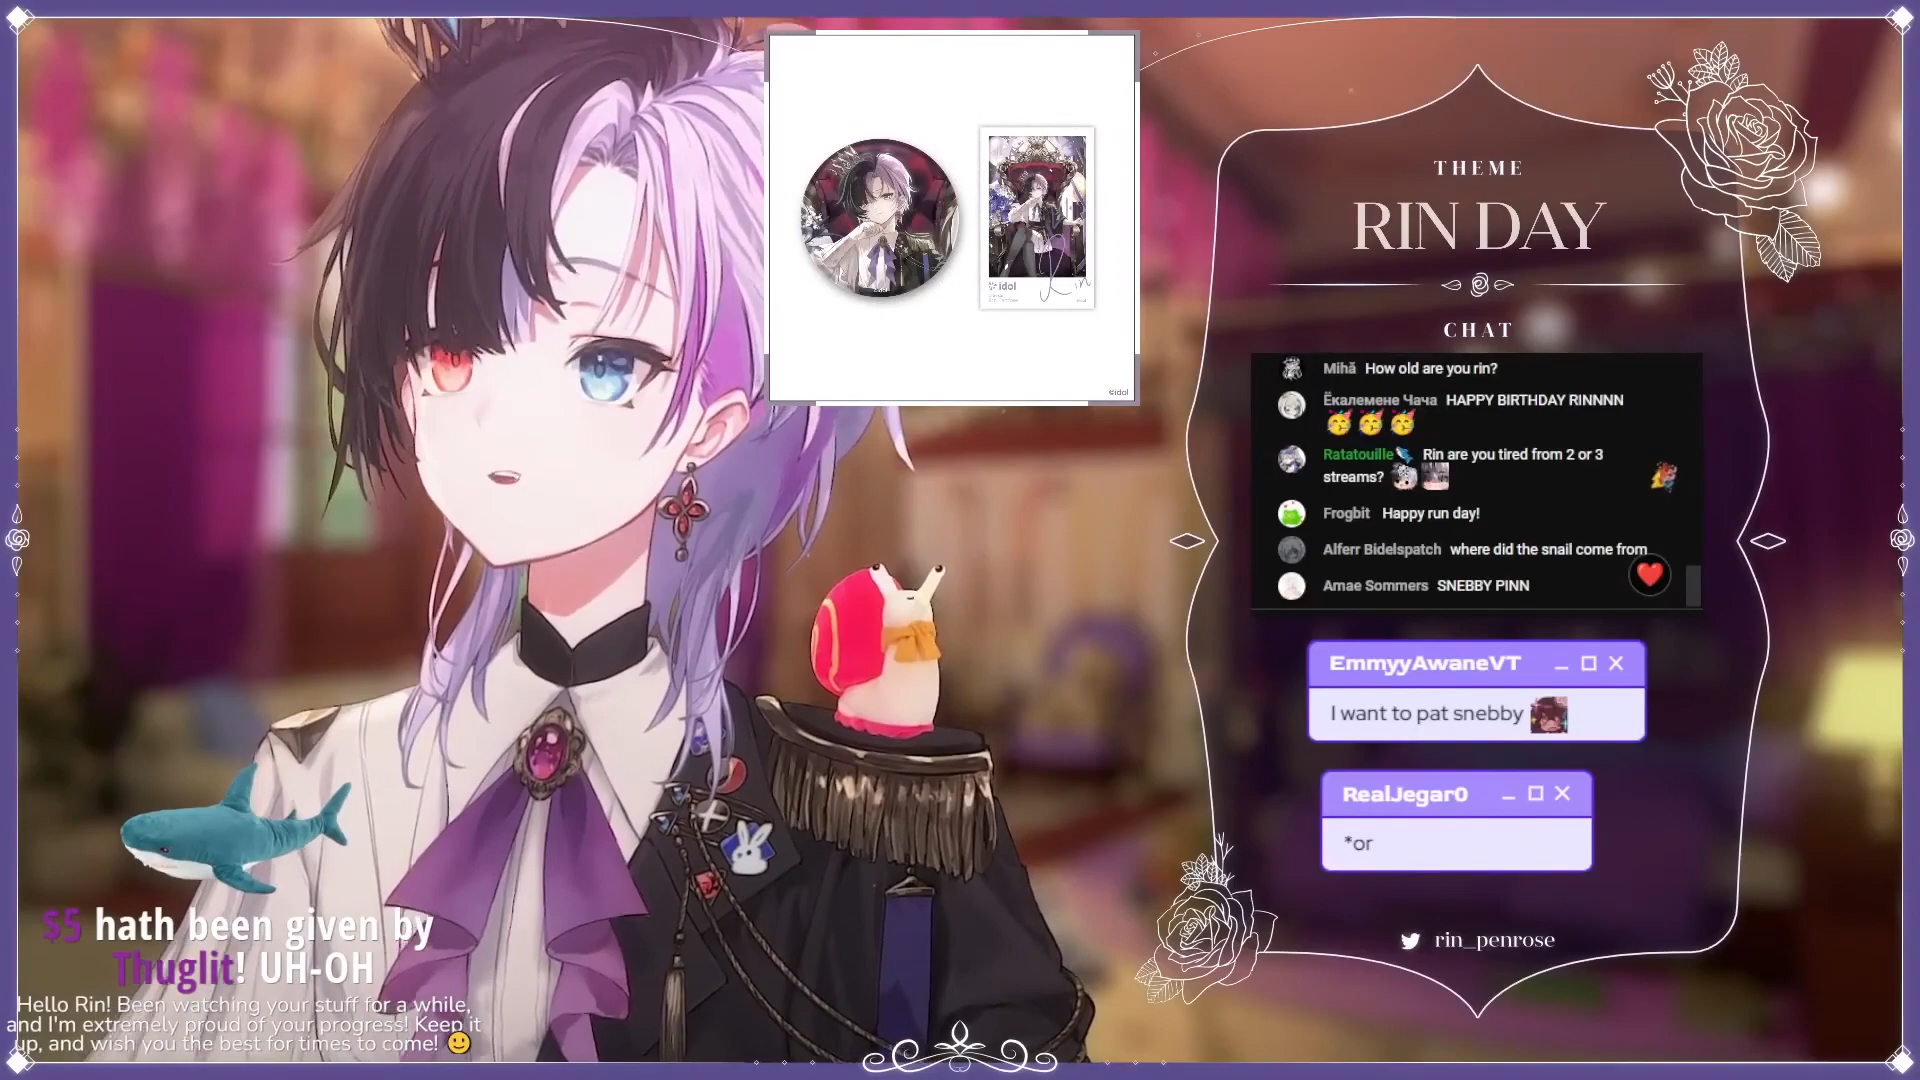 idol
Rin
©idol
THEME
RIN DAY
CHAT
Mihă How old are you rin?
Ёкалемене Чача HAPPY BIRTHDAY RINNNN
🥳🥳🥳
Ratatouille Rin are you tired from 2 or 3
streams?
Frogbit Happy run day!
Alferr Bidelspatch where did the snail come from
Amae Sommers SNEBBY PINN
EmmyyAwaneVT
I want to pat snebby
RealJegar0
*or
rin_penrose
$5 hath been given by
Thuglit! UH-OH
Hello Rin! Been watching your stuff for a while,
and I'm extremely proud of your progress! Keep it
up, and wish you the best for times to come! 🙂